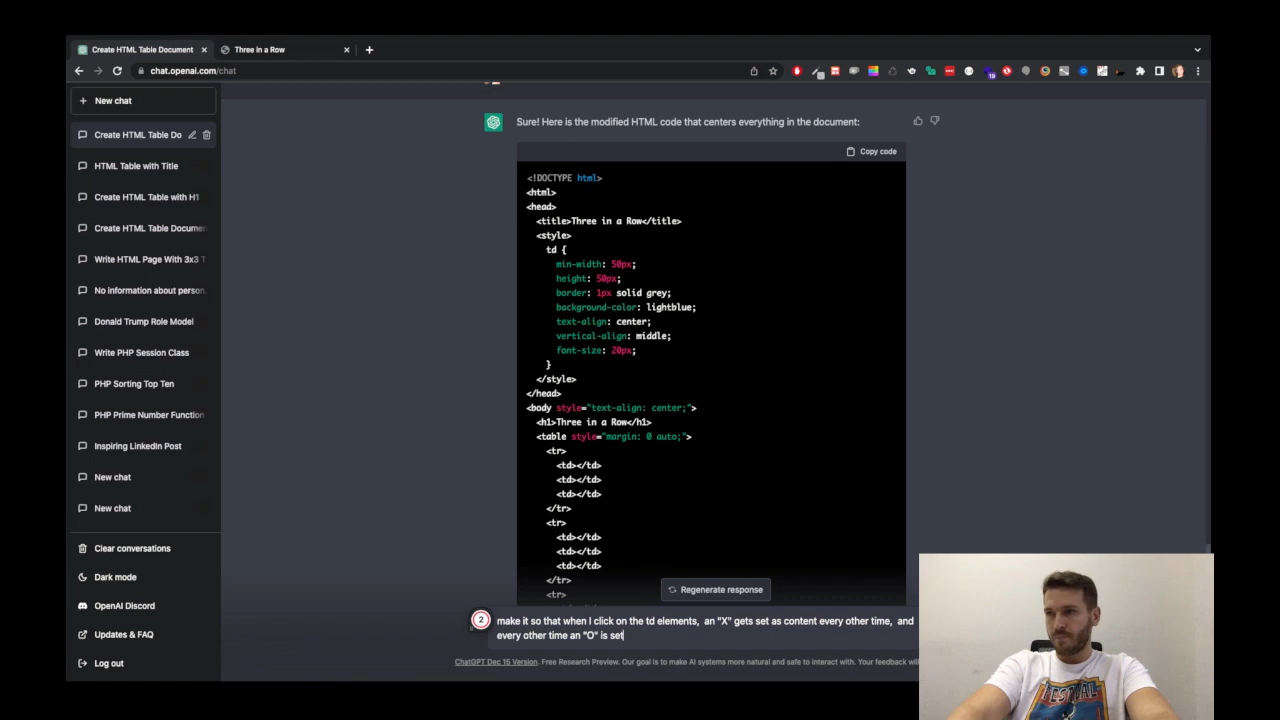 Create HTML Table Document
Three in a Row
chat.openai.com/chat
19
New chat
Create HTML Table Do
HTML Table with Title
Create HTML Table with H1
Create HTML Table Documen
Write HTML Page With 3x3 T
No information about person.
Donald Trump Role Model
Write PHP Session Class
PHP Sorting Top Ten
PHP Prime Number Function
Inspiring LinkedIn Post
New chat
New chat
Clear conversations
Dark mode
OpenAI Discord
Updates & FAQ
Log out
Sure! Here is the modified HTML code that centers everything in the document:
Copy code
<!DOCTYPE html>
<html>
<head>
<title>Three in a Row</title>
<style>
td {
min-width: 50px;
height: 50px;
border: 1px solid grey;
background-color: lightblue;
text-align: center;
vertical-align: middle;
font-size: 20px;
}
</style>
</head>
<body style="text-align: center;">
<h1>Three in a Row</h1>
<table style="margin: 0 auto;">
<tr>
<td></td>
<td></td>
<td></td>
</tr>
<tr>
<td></td>
<td></td>
<td></td>
</tr>
<tr>
Regenerate response
2
make it so that when I click on the td elements, an "X" gets set as content every other time, and
every other time an "O" is set
ChatGPT Dec 15 Version. Free Research Preview. Our goal is to make AI systems more natural and safe to interact with. Your feedback will
FESTIVAL